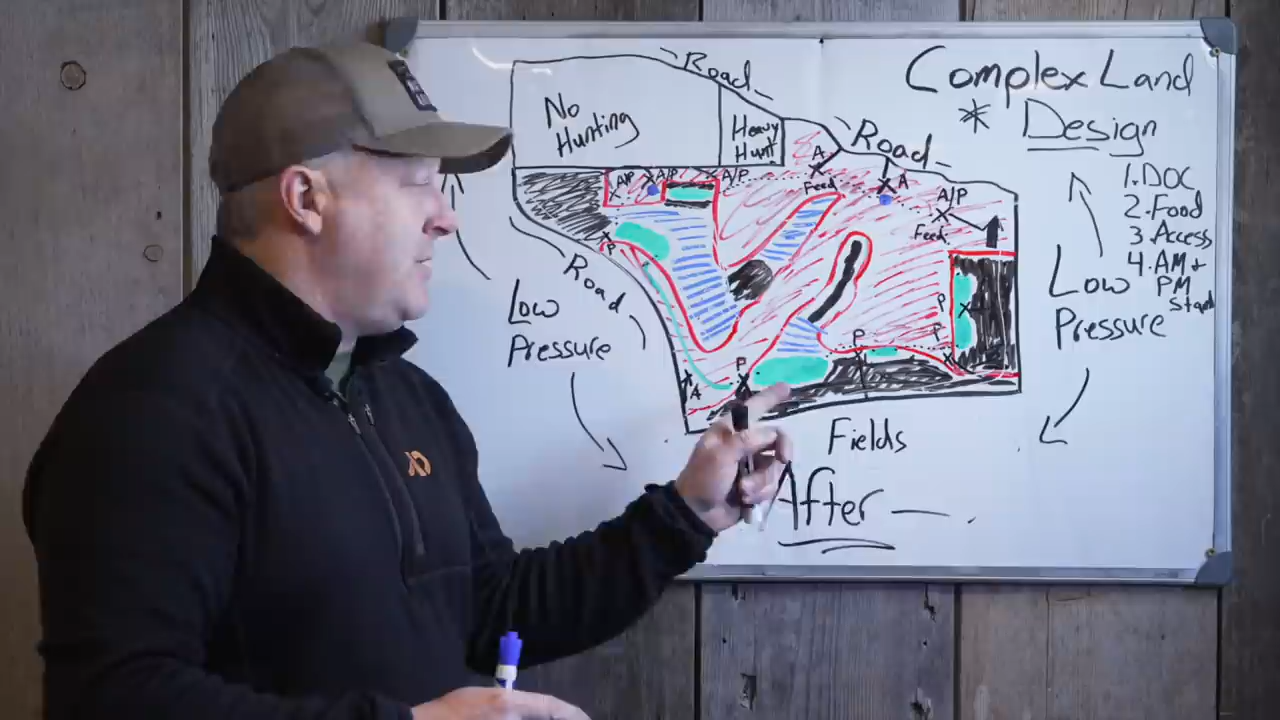 Complex Land
* Design
1. DOC
2. Food
3. Access
4. AM +
PM
Road
Road
No
Hunting
Heavy
Hunt
A/P
A/P
A/P
A
Feed
A
A/P
Feed
P
Road
Low
Pressure
Low
Pressure
P
P
P
P
A
Fields
After